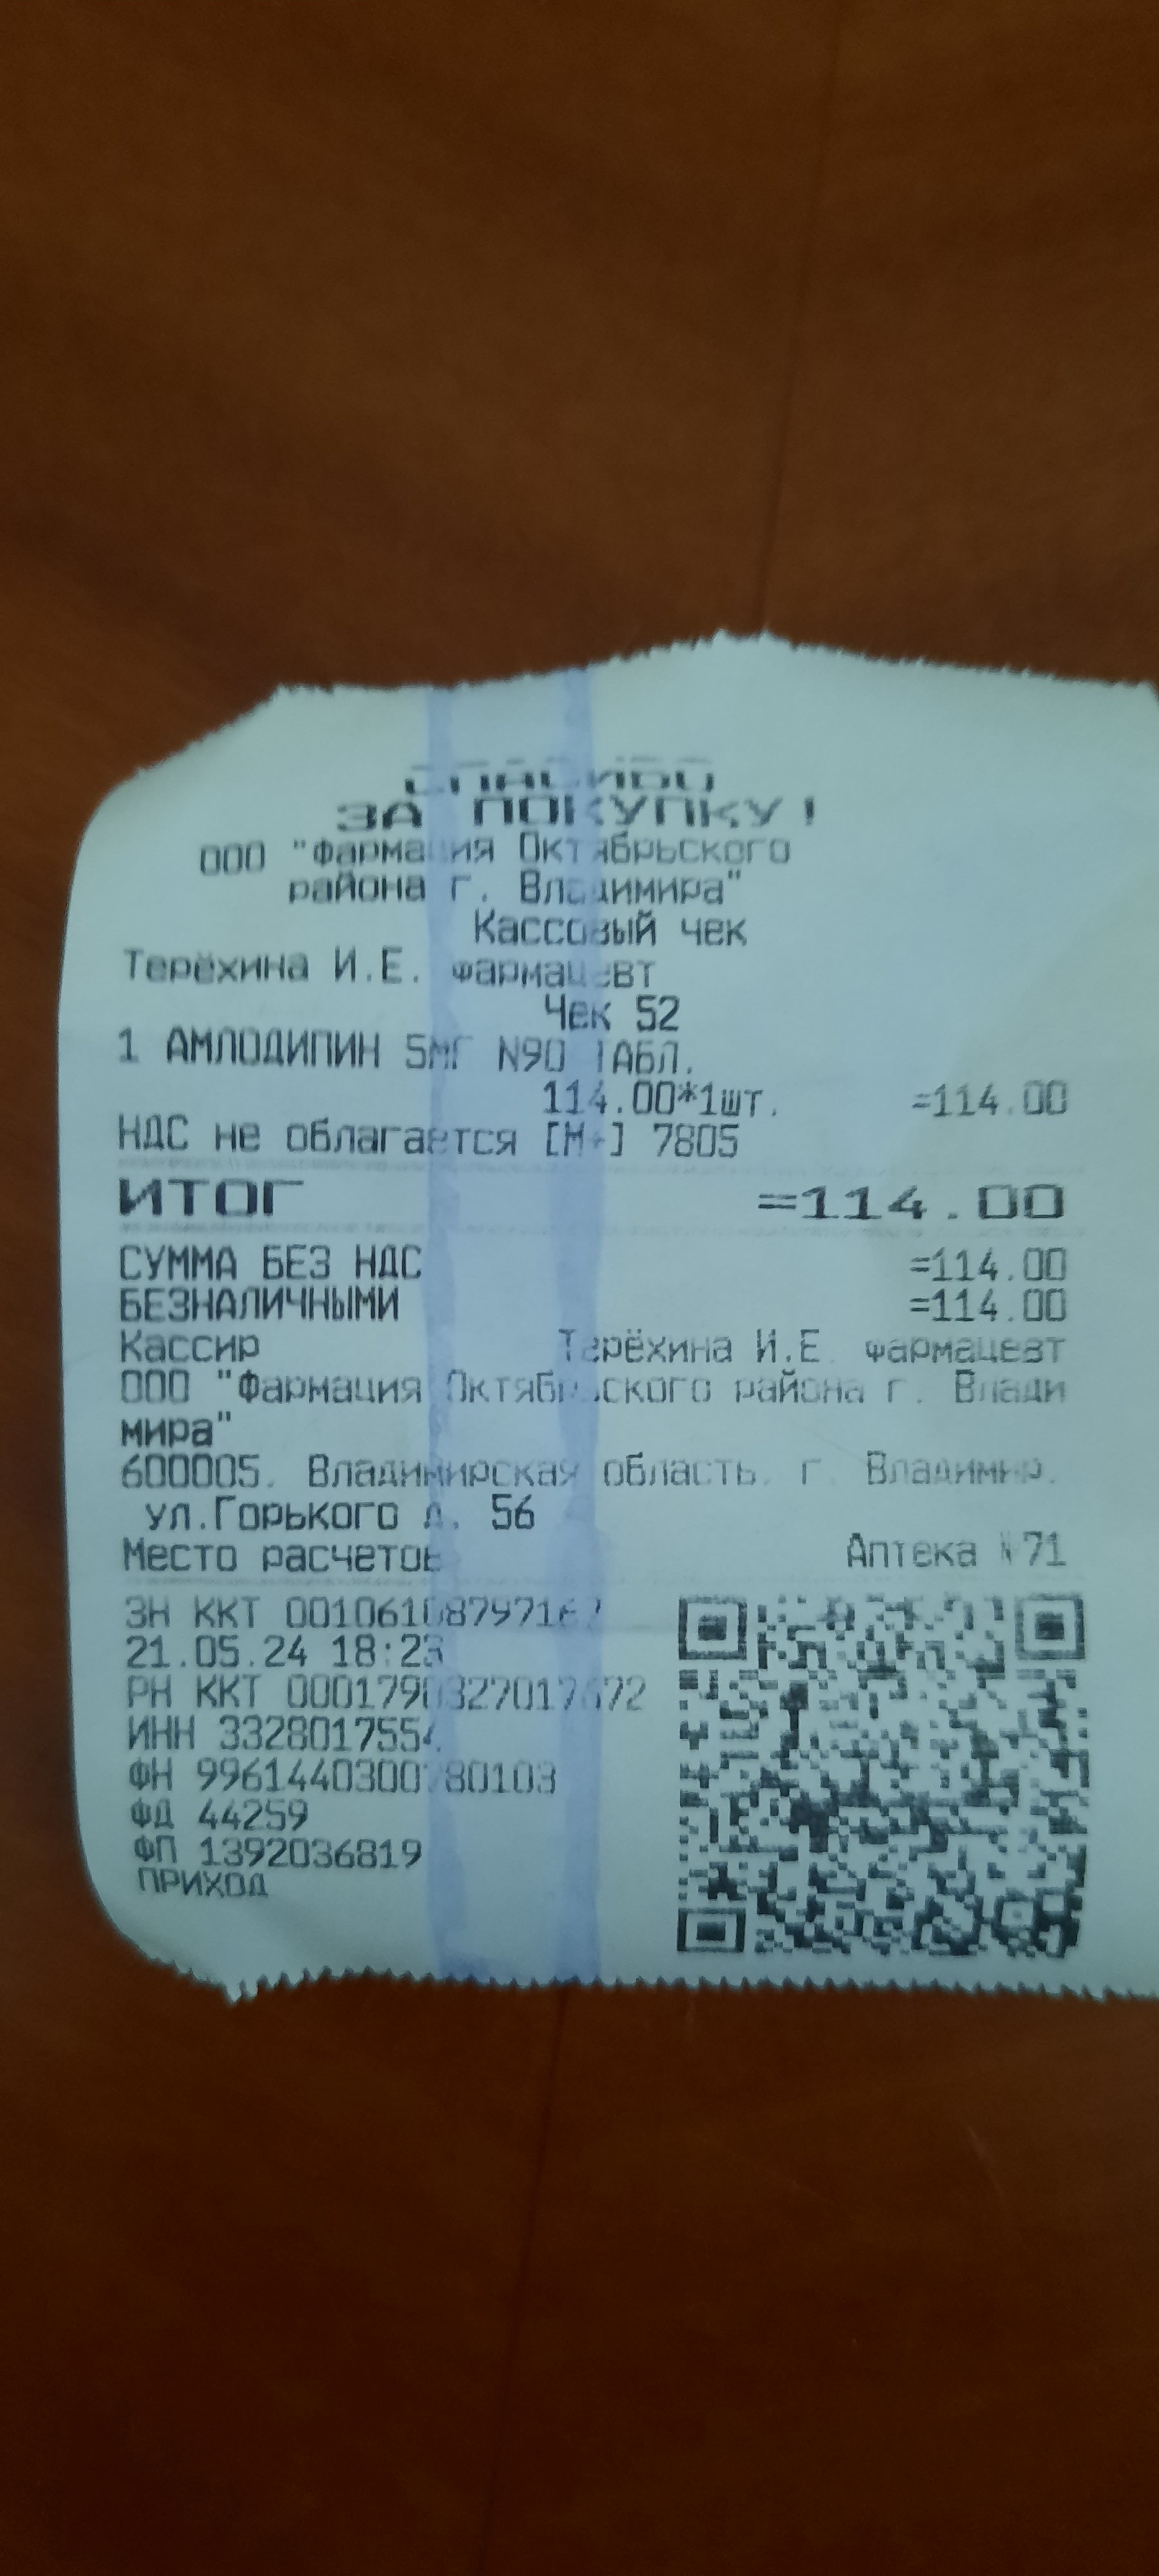 СПАСИБО
ЗА ПОКУПКУ!
ООО "Фармация Октябрьского
района г. Владимира"
Кассовый чек
Терёхина И.Е. фармацевт
Чек 52
1 АМЛОДИПИН 5МГ N90 ТАБЛ.
114.00*1шт. =114.00
НДС не облагается [М+] 7805
ИТОГ =114.00
СУММА БЕЗ НДС =114.00
БЕЗНАЛИЧНЫМИ =114.00
Кассир Терёхина И.Е. фармацевт
ООО "Фармация Октябрьского района г. Влади
мира"
600005, Владимирская область, г. Владимир,
ул.Горького д. 56
Место расчетов Аптека №71
ЗН ККТ
21.05.24 18:23
РН ККТ
ИНН 3328017554
ФН
ФД 44259
ФП 1392036819
ПРИХОД